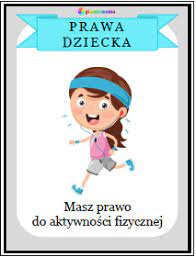 PRAWA
DZIECKA
Masz prawo
do aktywności fizycznej